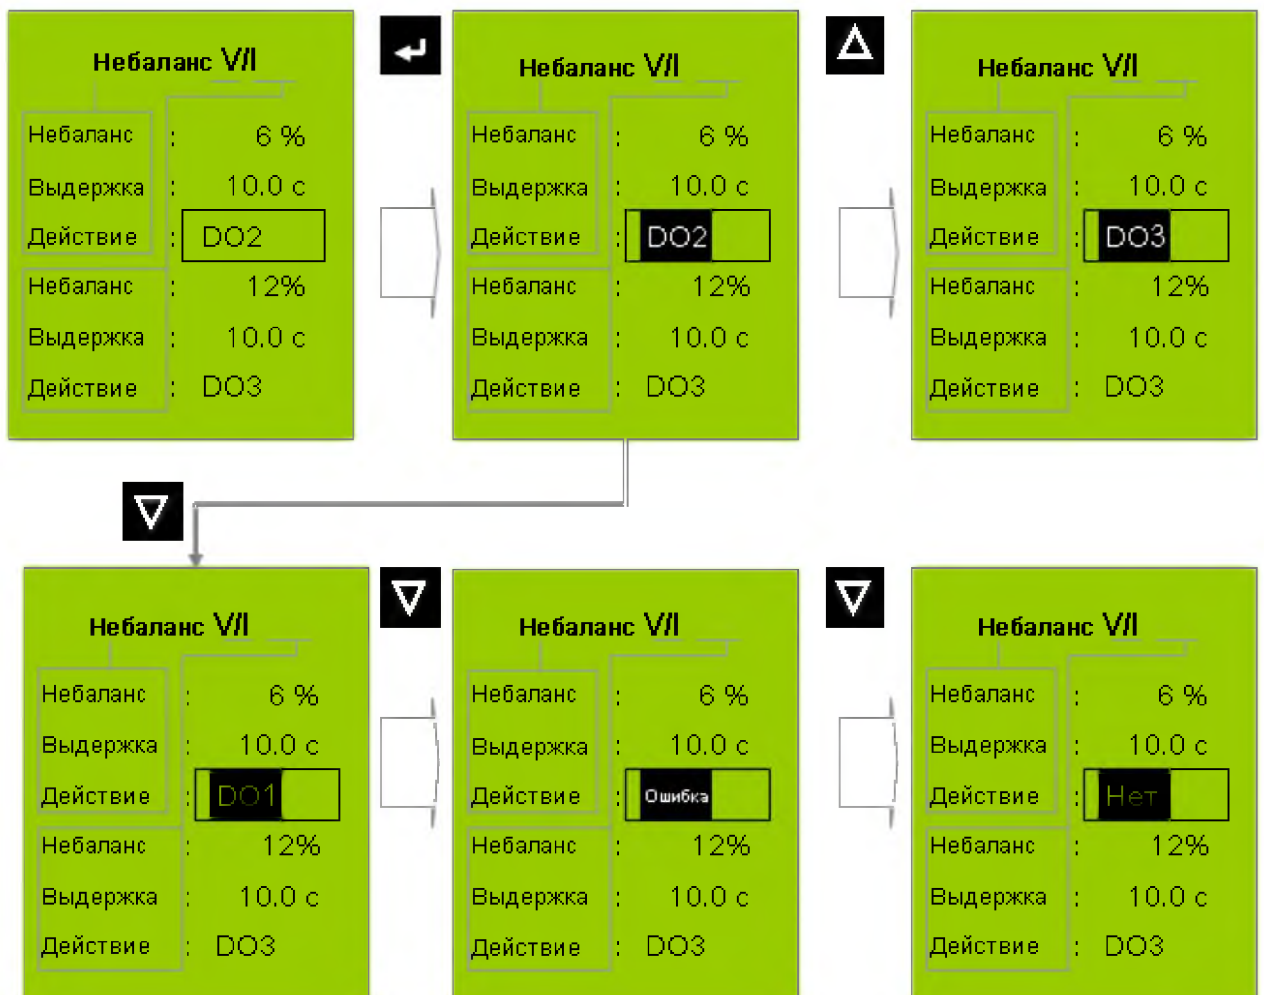 Небаланс V/I
Небаланс : 6 %
Выдержка : 10.0 с
Действие : DO2
Небаланс : 12%
Выдержка : 10.0 с
Действие : DO3
Небаланс V/I
Небаланс : 6 %
Выдержка : 10.0 с
Действие : DO2
Небаланс : 12%
Выдержка : 10.0 с
Действие : DO3
Небаланс V/I
Небаланс : 6 %
Выдержка : 10.0 с
Действие : DO3
Небаланс : 12%
Выдержка : 10.0 с
Действие : DO3
Небаланс V/I
Небаланс : 6 %
Выдержка : 10.0 с
Действие : DO1
Небаланс : 12%
Выдержка : 10.0 с
Действие : DO3
Небаланс V/I
Небаланс : 6 %
Выдержка : 10.0 с
Действие : Ошибка
Небаланс : 12%
Выдержка : 10.0 с
Действие : DO3
Небаланс V/I
Небаланс : 6 %
Выдержка : 10.0 с
Действие : Нет
Небаланс : 12%
Выдержка : 10.0 с
Действие : DO3